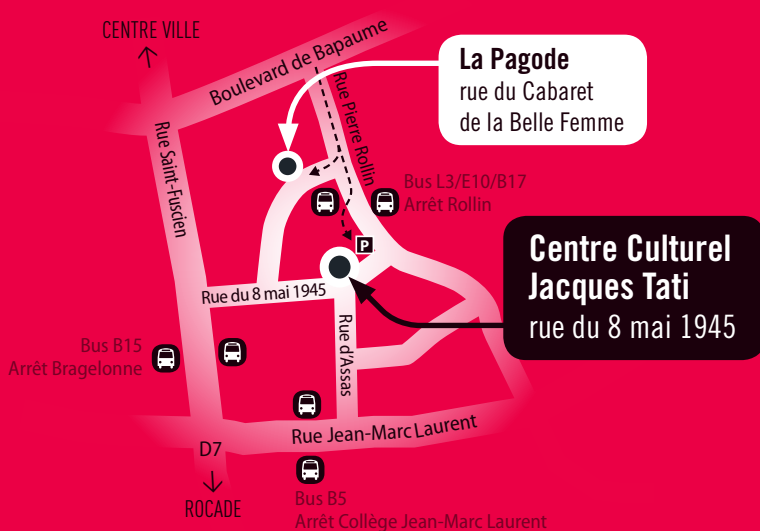 CENTRE VILLE
Boulevard de Bapaume
La Pagode
rue du Cabaret
de la Belle Femme
Rue Saint-Fuscien
Rue Pierre Rollin
Bus L3/E10/B17
Arrêt Rollin
P
Centre Culturel
Jacques Tati
rue du 8 mai 1945
Rue du 8 mai 1945
Rue d'Assas
Bus B15
Arrêt Bragelonne
Rue Jean-Marc Laurent
D7
ROCADE
Bus B5
Arrêt Collège Jean-Marc Laurent